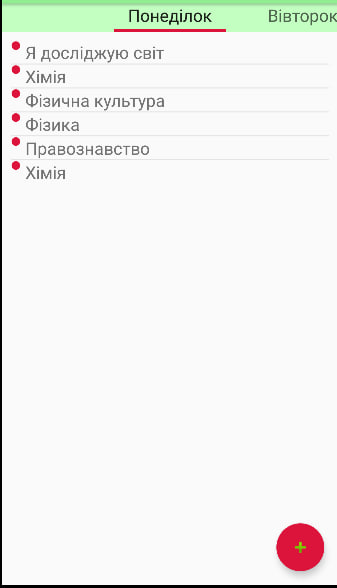 Понеділок Вівторок
Я досліджую світ
Хімія
Фізична культура
Фізика
Правознавство
Хімія
+